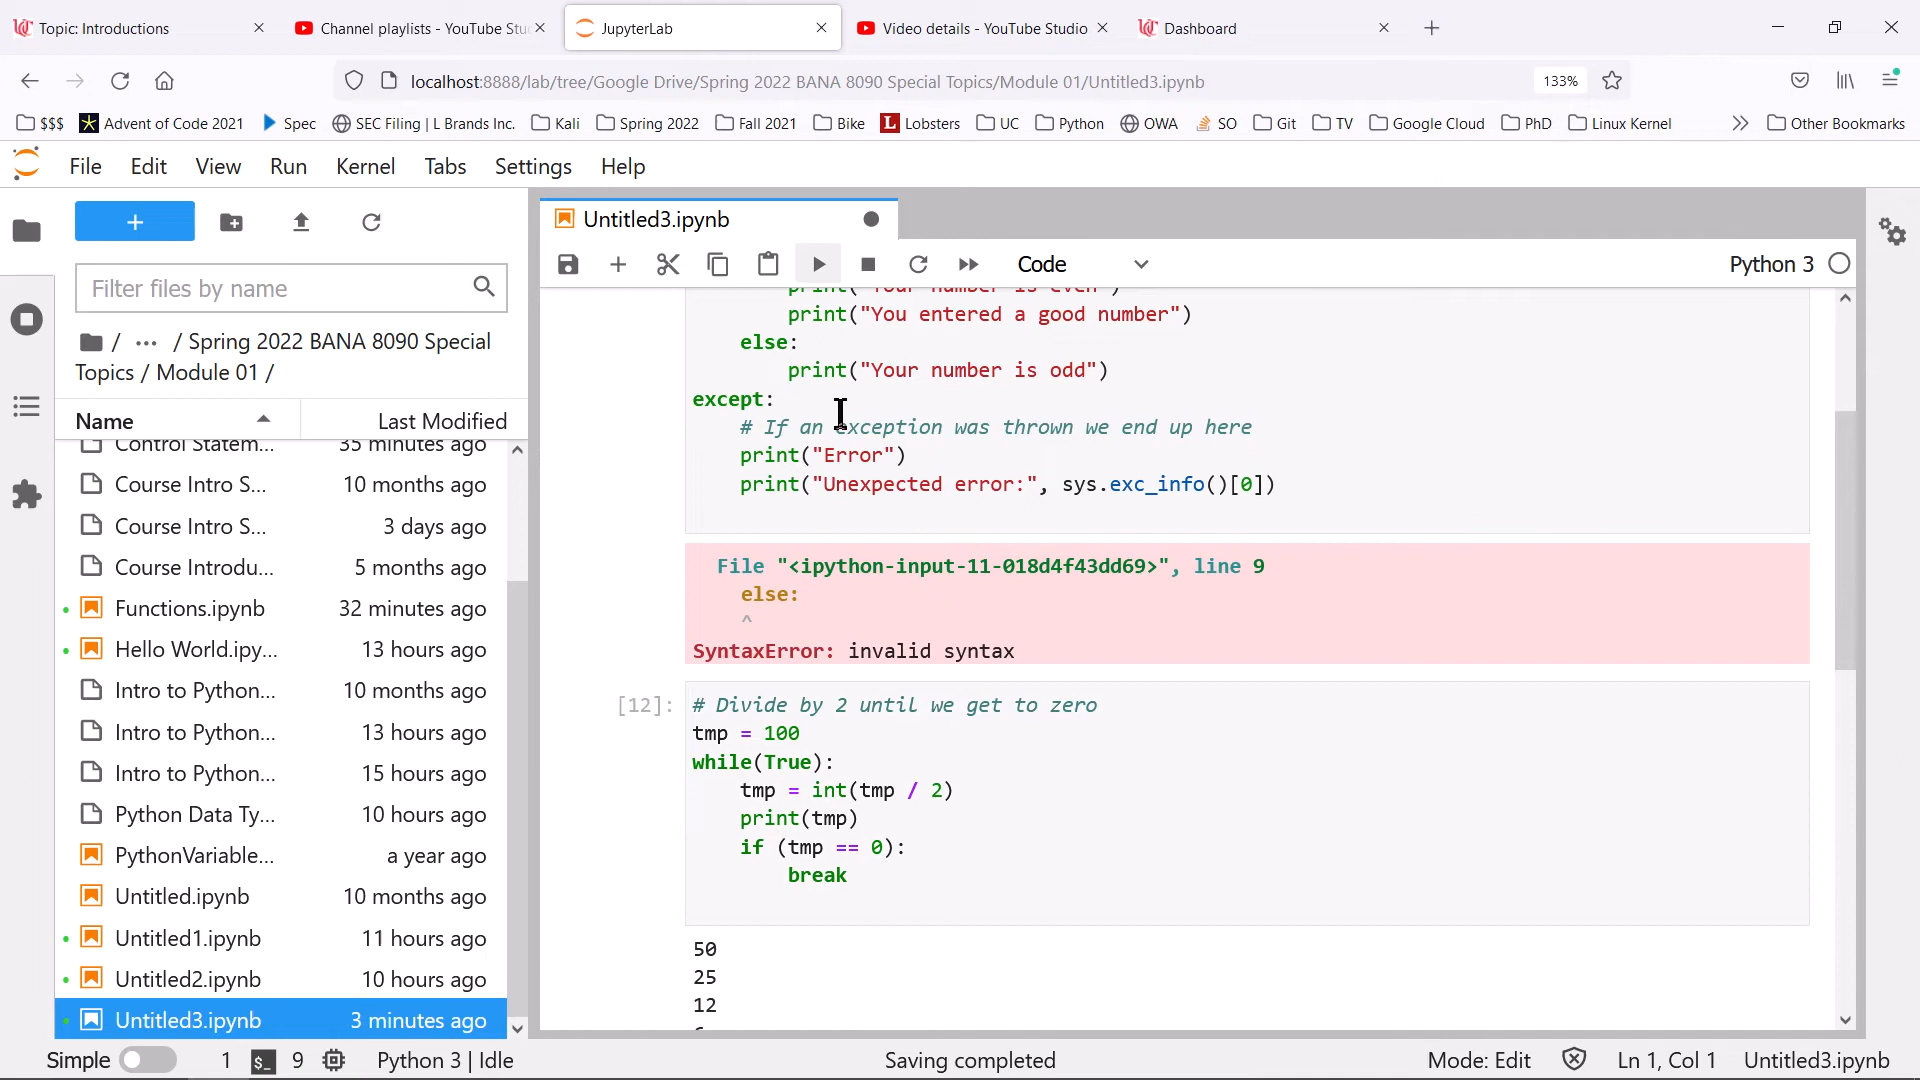 Topic: Introductions
Channel playlists - YouTube Stu
JupyterLab
Video details - YouTube Studio
Dashboard
localhost:8888/lab/tree/Google Drive/Spring 2022 BANA 8090 Special Topics/Module 01/Untitled3.ipynb
133%
$$$
Advent of Code 2021
Spec
SEC Filing | L Brands Inc.
Kali
Spring 2022
Fall 2021
Bike
Lobsters
UC
Python
OWA
SO
Git
TV
Google Cloud
PhD
Linux Kernel
Other Bookmarks
File Edit View Run Kernel Tabs Settings Help
Filter files by name
/ ... / Spring 2022 BANA 8090 Special
Topics / Module 01 /
Name Last Modified
Control Statem... 35 minutes ago
Course Intro S... 10 months ago
Course Intro S... 3 days ago
Course Introdu... 5 months ago
Functions.ipynb 32 minutes ago
Hello World.ipy... 13 hours ago
Intro to Python... 10 months ago
Intro to Python... 13 hours ago
Intro to Python... 15 hours ago
Python Data Ty... 10 hours ago
PythonVariable... a year ago
Untitled.ipynb 10 months ago
Untitled1.ipynb 11 hours ago
Untitled2.ipynb 10 hours ago
Untitled3.ipynb 3 minutes ago
Untitled3.ipynb
Code
Python 3
print("Your number is even")
print("You entered a good number")
else:
print("Your number is odd")
except:
# If an exception was thrown we end up here
print("Error")
print("Unexpected error:", sys.exc_info()[0])
File "<ipython-input-11-018d4f43dd69>", line 9
else:
^
SyntaxError: invalid syntax
[12]: # Divide by 2 until we get to zero
tmp = 100
while(True):
tmp = int(tmp / 2)
print(tmp)
if (tmp == 0):
break
50
25
12
Simple 1 9 Python 3 | Idle Saving completed Mode: Edit Ln 1, Col 1 Untitled3.ipynb